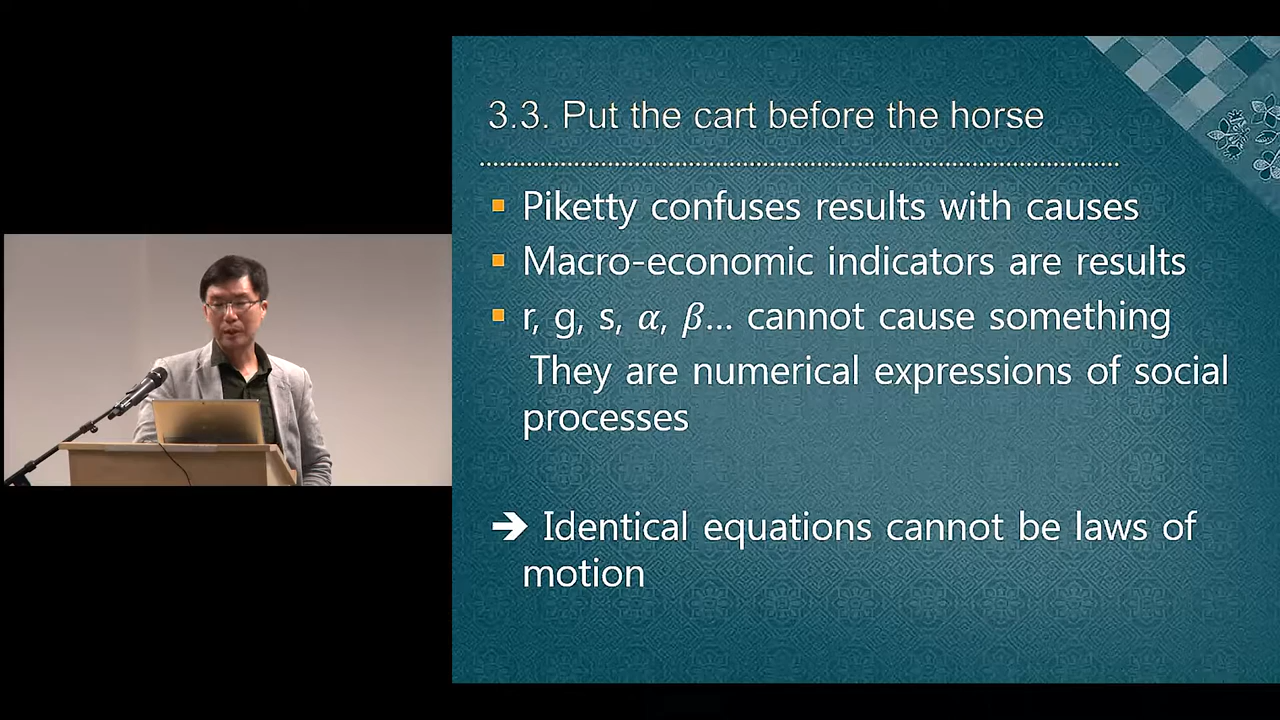 3.3. Put the cart before the horse
Piketty confuses results with causes
Macro-economic indicators are results
r, g, s, 𝛼, 𝛽… cannot cause something
They are numerical expressions of social
processes
➔ Identical equations cannot be laws of
motion